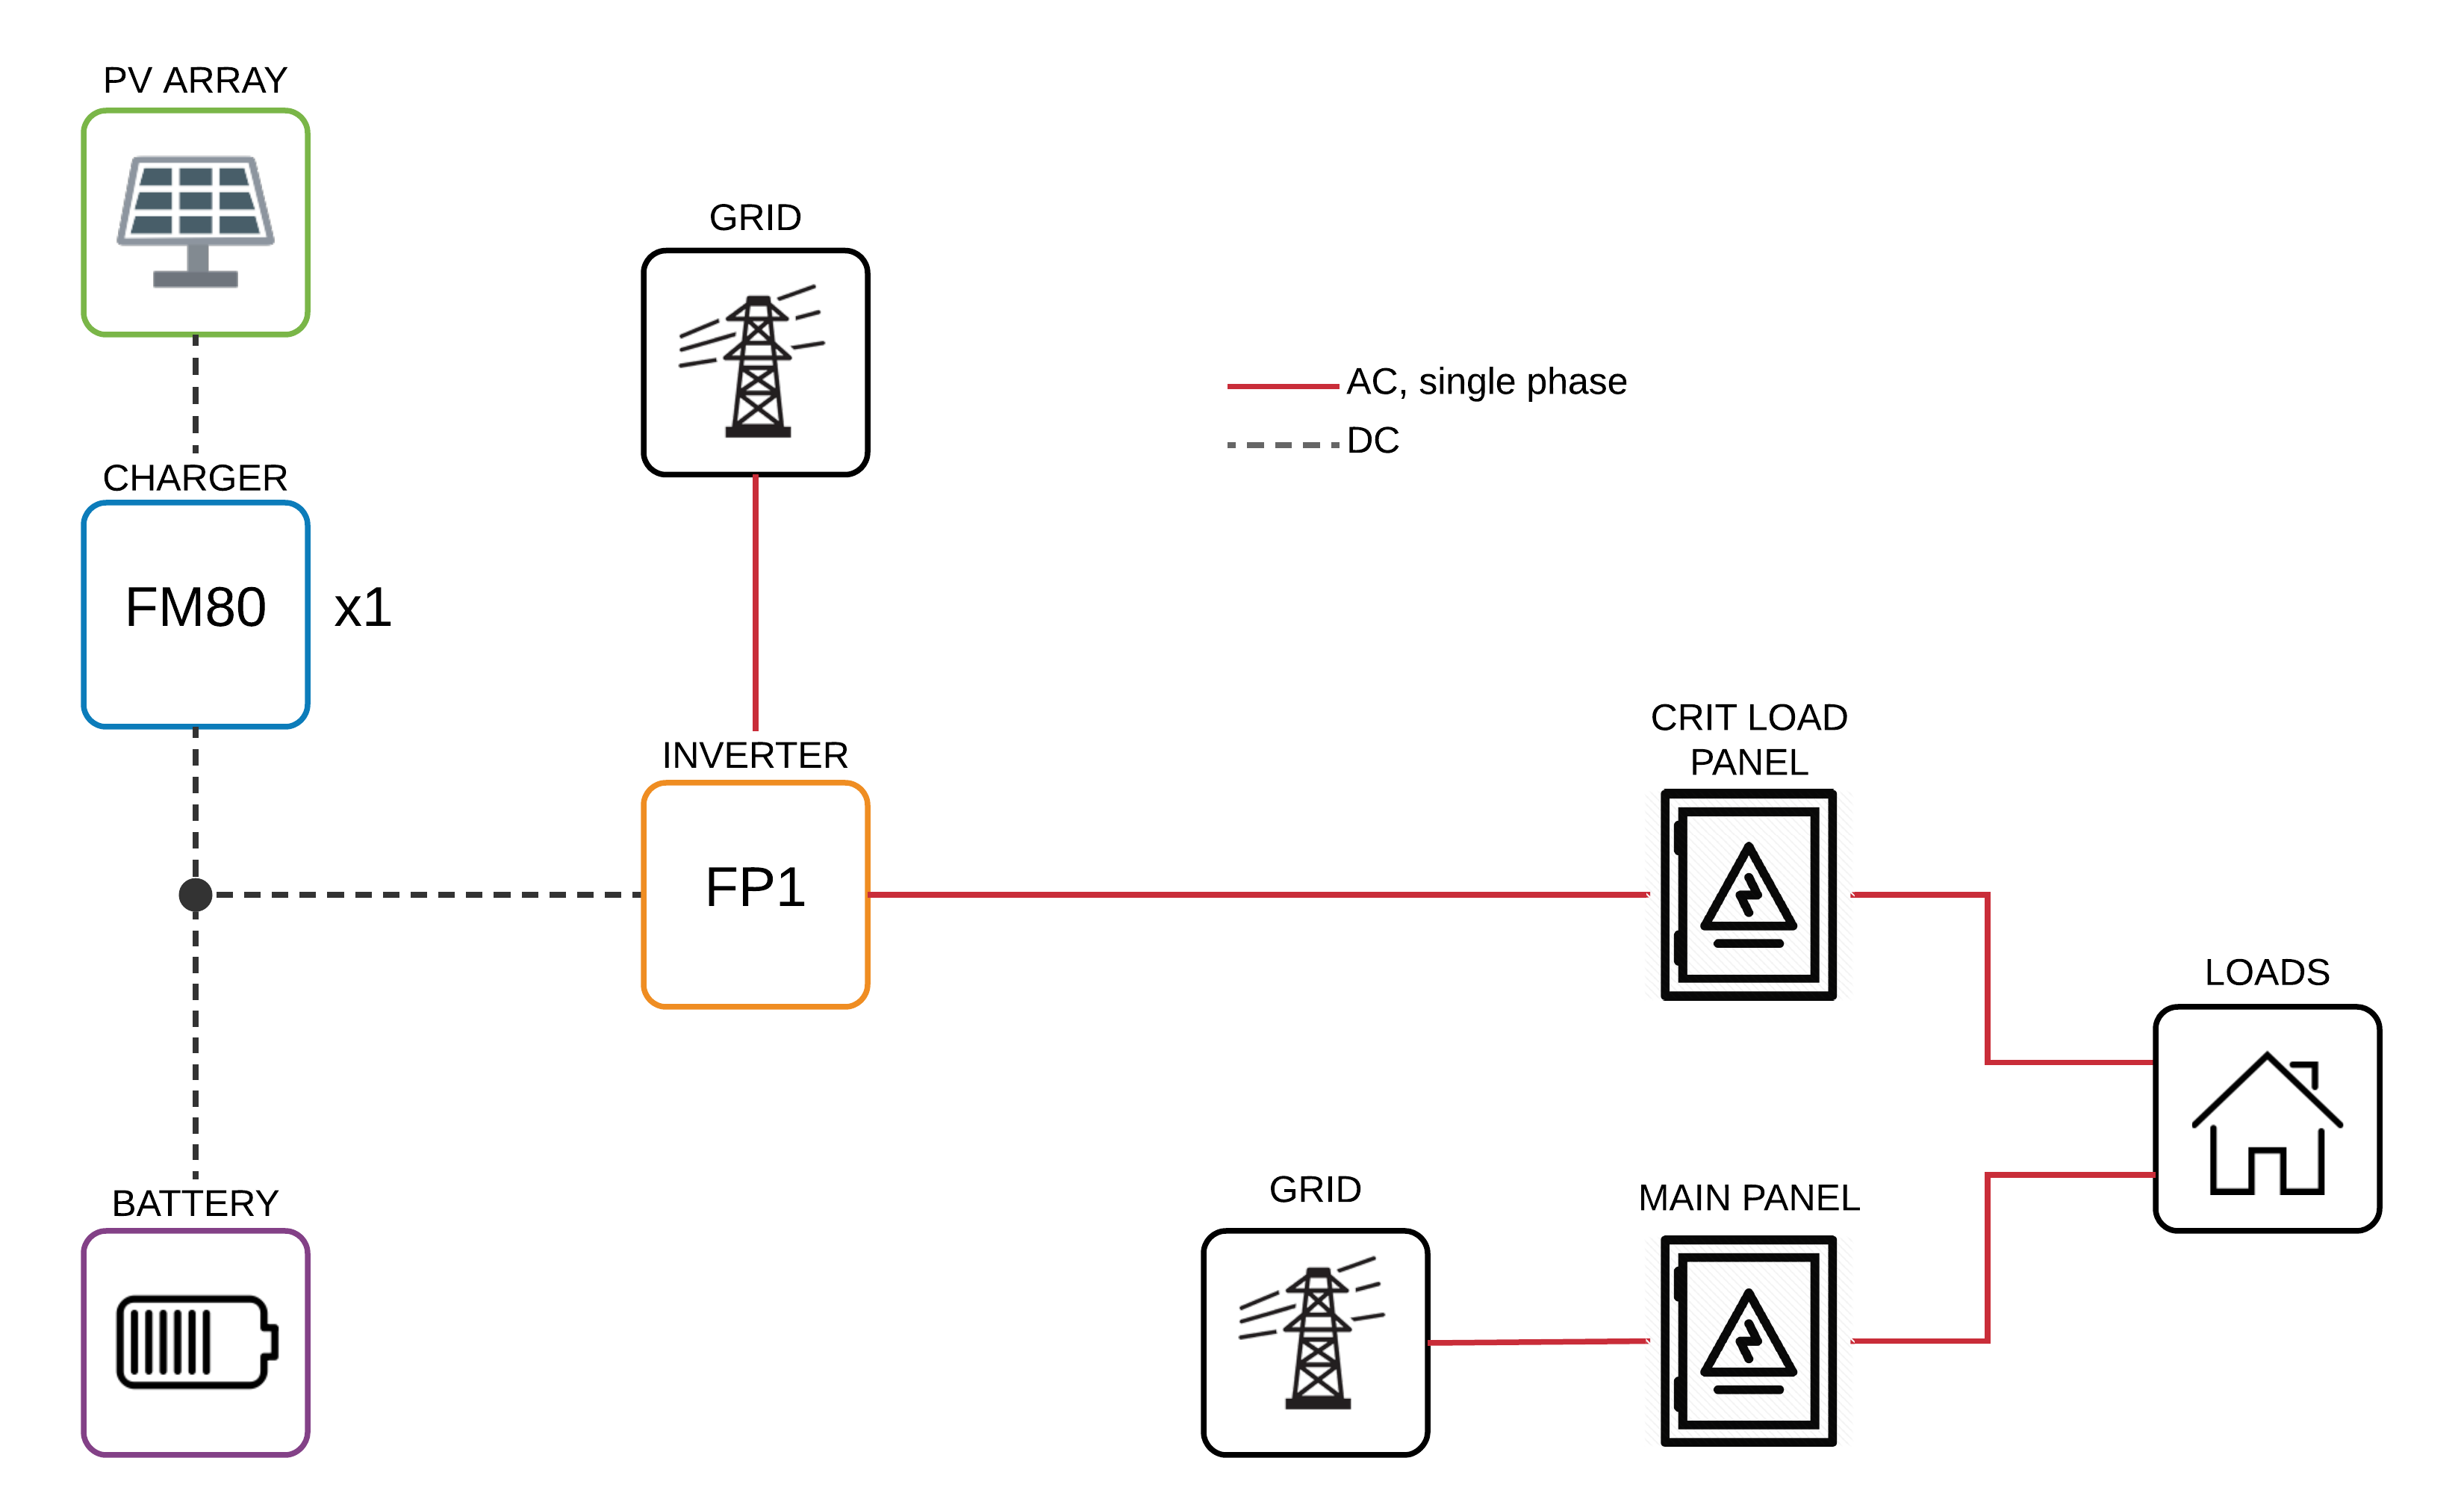 PV ARRAY
GRID
AC, single phase
DC
CHARGER
FM80
x1
INVERTER
FP1
CRIT LOAD
PANEL
LOADS
BATTERY
GRID
MAIN PANEL